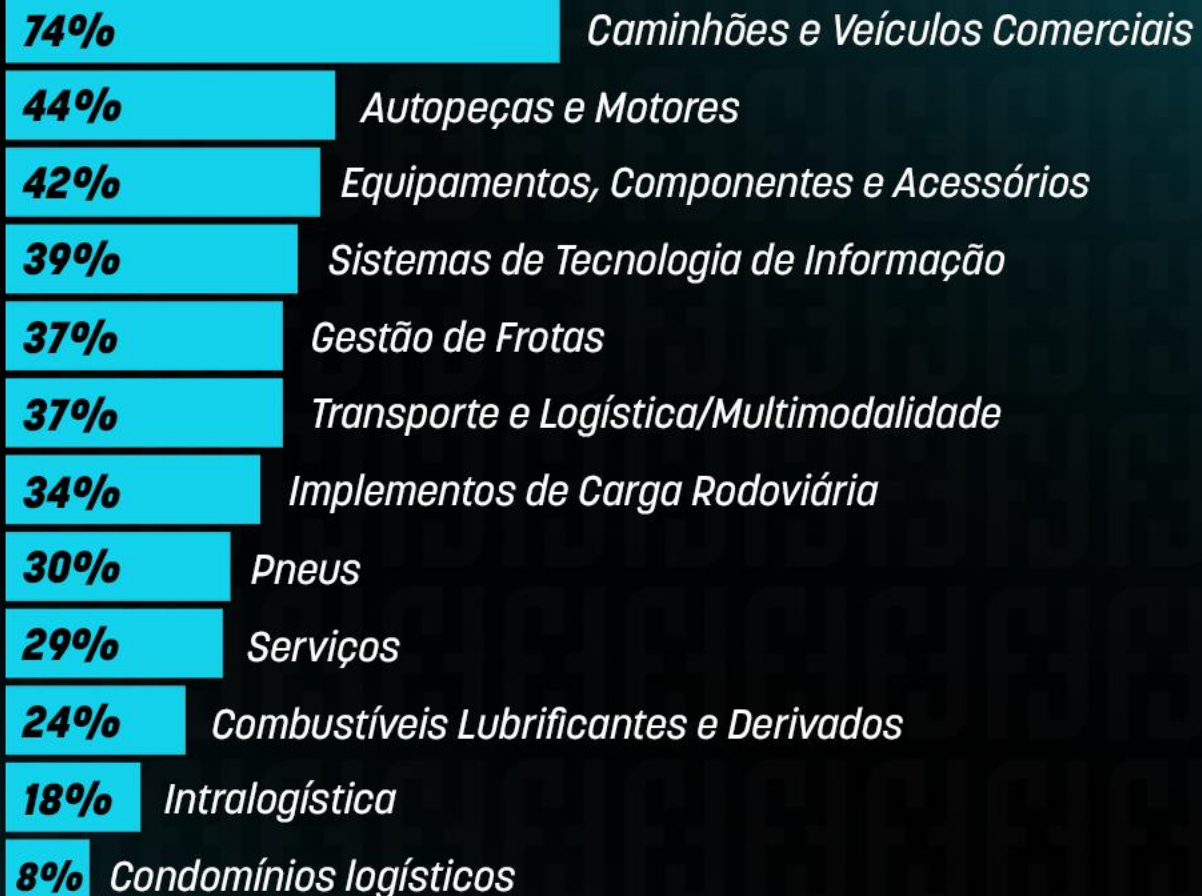 74% Caminhões e Veículos Comerciais
44% Autopeças e Motores
42% Equipamentos, Componentes e Acessórios
39% Sistemas de Tecnologia de Informação
37% Gestão de Frotas
37% Transporte e Logística/Multimodalidade
34% Implementos de Carga Rodoviária
30% Pneus
29% Serviços
24% Combustíveis Lubrificantes e Derivados
18% Intralogística
8% Condomínios logísticos